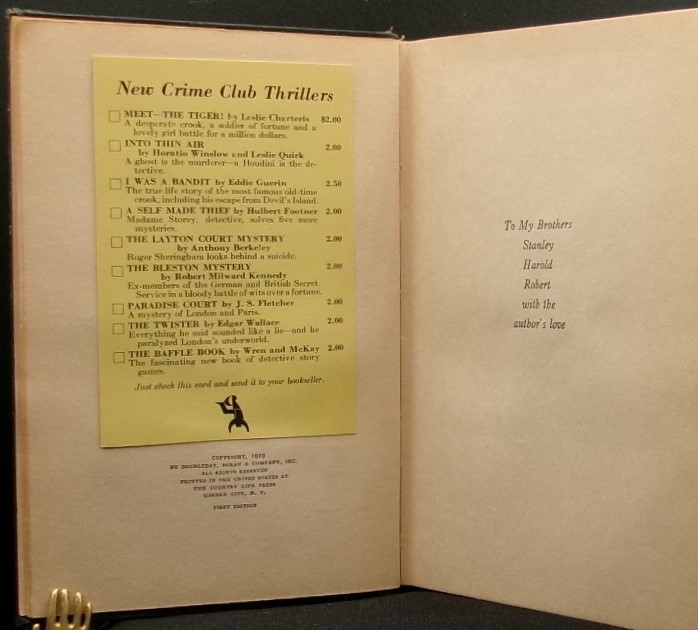 New Crime Club Thrillers
MEET—THE TIGER! by Leslie Charteris $2.00
A desperate crook, a soldier of fortune and a
lovely girl battle for a million dollars.
INTO THIN AIR 2.00
by Horatio Winslow and Leslie Quirk
A ghost is the murderer—a Houdini is the de-
tective.
I WAS A BANDIT by Eddie Guerin 2.50
The true life story of the most famous old-time
crook, including his escape from Devil's Island.
A SELF MADE THIEF by Hulbert Footner 2.00
Madame Storey, detective, solves five more
mysteries.
THE LAYTON COURT MYSTERY 2.00
by Anthony Berkeley
Roger Sheringham looks behind a suicide.
THE BLESTON MYSTERY 2.00
by Robert Milward Kennedy
Ex-members of the German and British Secret
Service in a bloody battle of wits over a fortune.
PARADISE COURT by J. S. Fletcher 2.00
A mystery of London and Paris.
THE TWISTER by Edgar Wallace 2.00
Everything he said sounded like a lie—and he
paralyzed London's underworld.
THE BAFFLE BOOK by Wren and McKay 2.00
The fascinating new book of detective story
games.
Just check this card and send it to your bookseller.
COPYRIGHT, 1929
BY DOUBLEDAY, DORAN & COMPANY, INC.
ALL RIGHTS RESERVED
PRINTED IN THE UNITED STATES AT
THE COUNTRY LIFE PRESS
GARDEN CITY, N. Y.
FIRST EDITION
To My Brothers
Stanley
Harold
Robert
with the
author's love